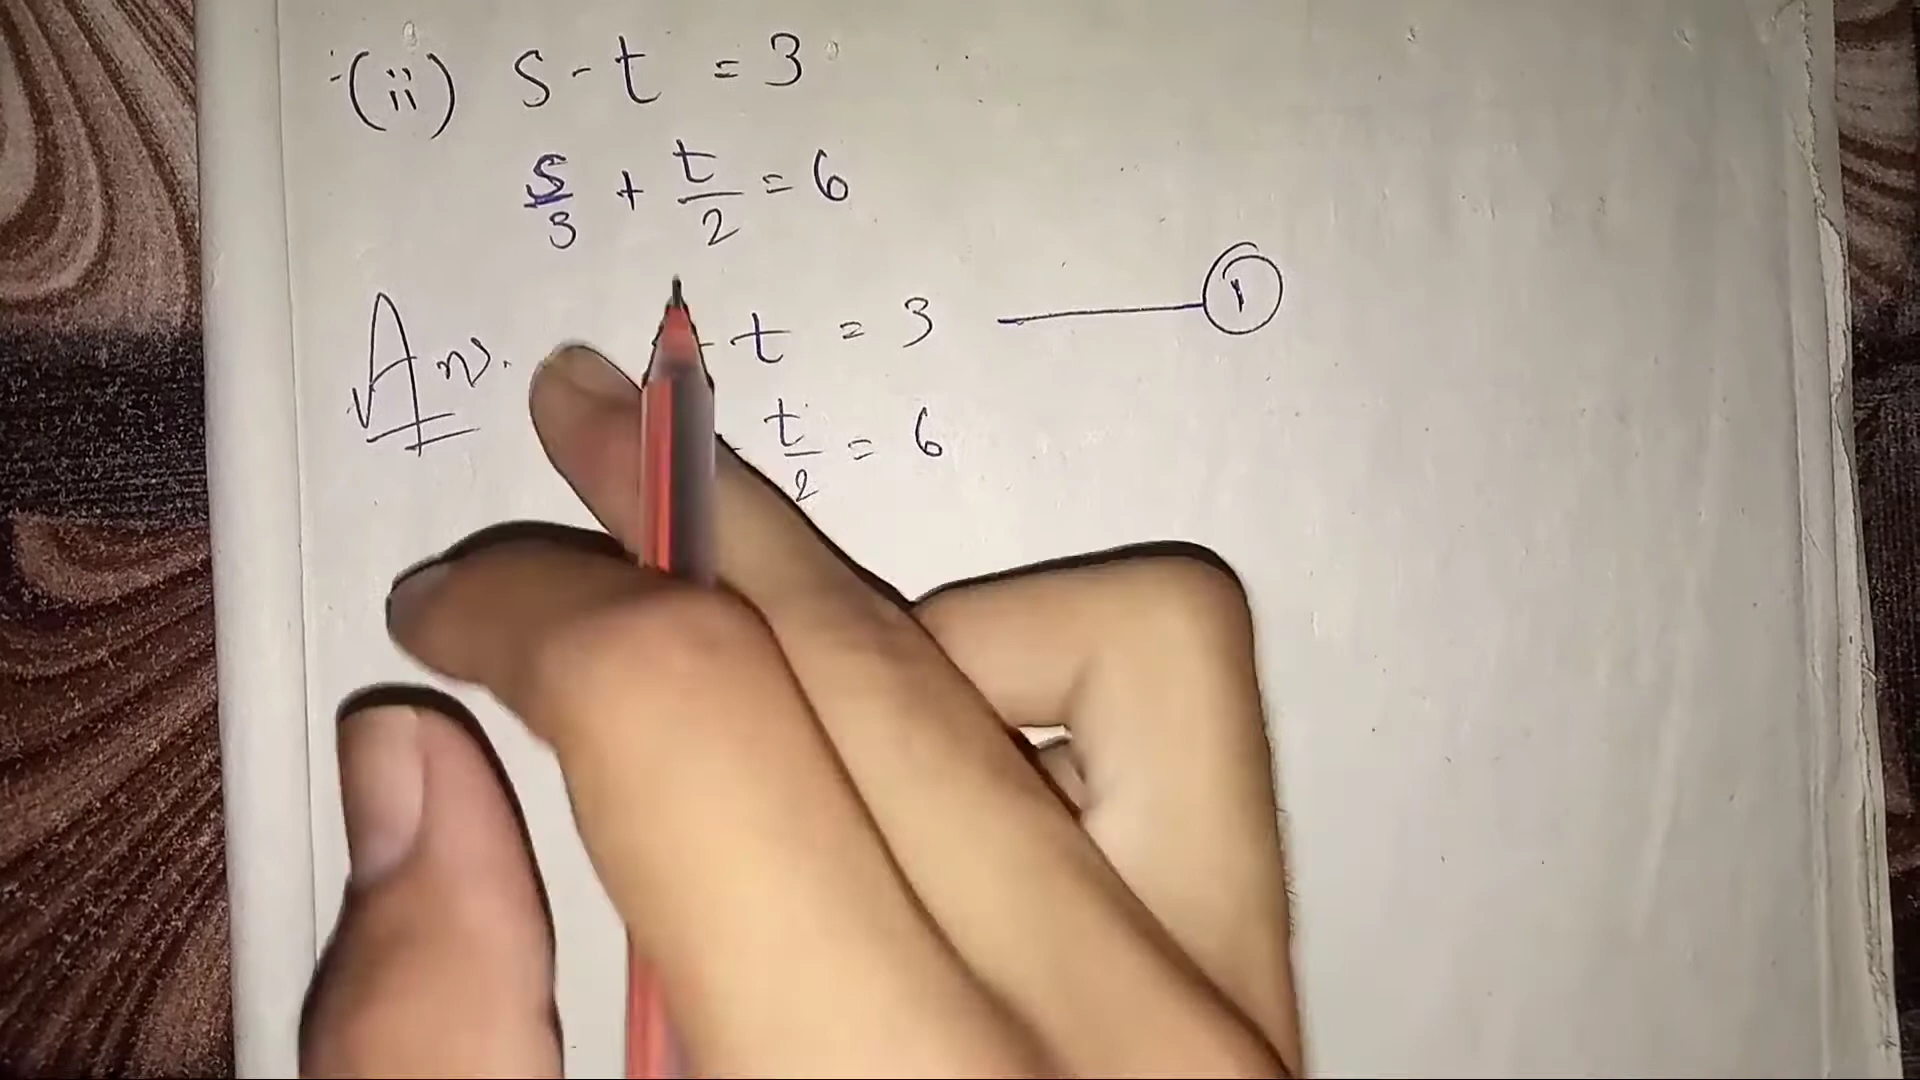 (ii) s - t = 3
s/3 + t/2 = 6
Ans. - t = 3 —— ①
t/2 = 6